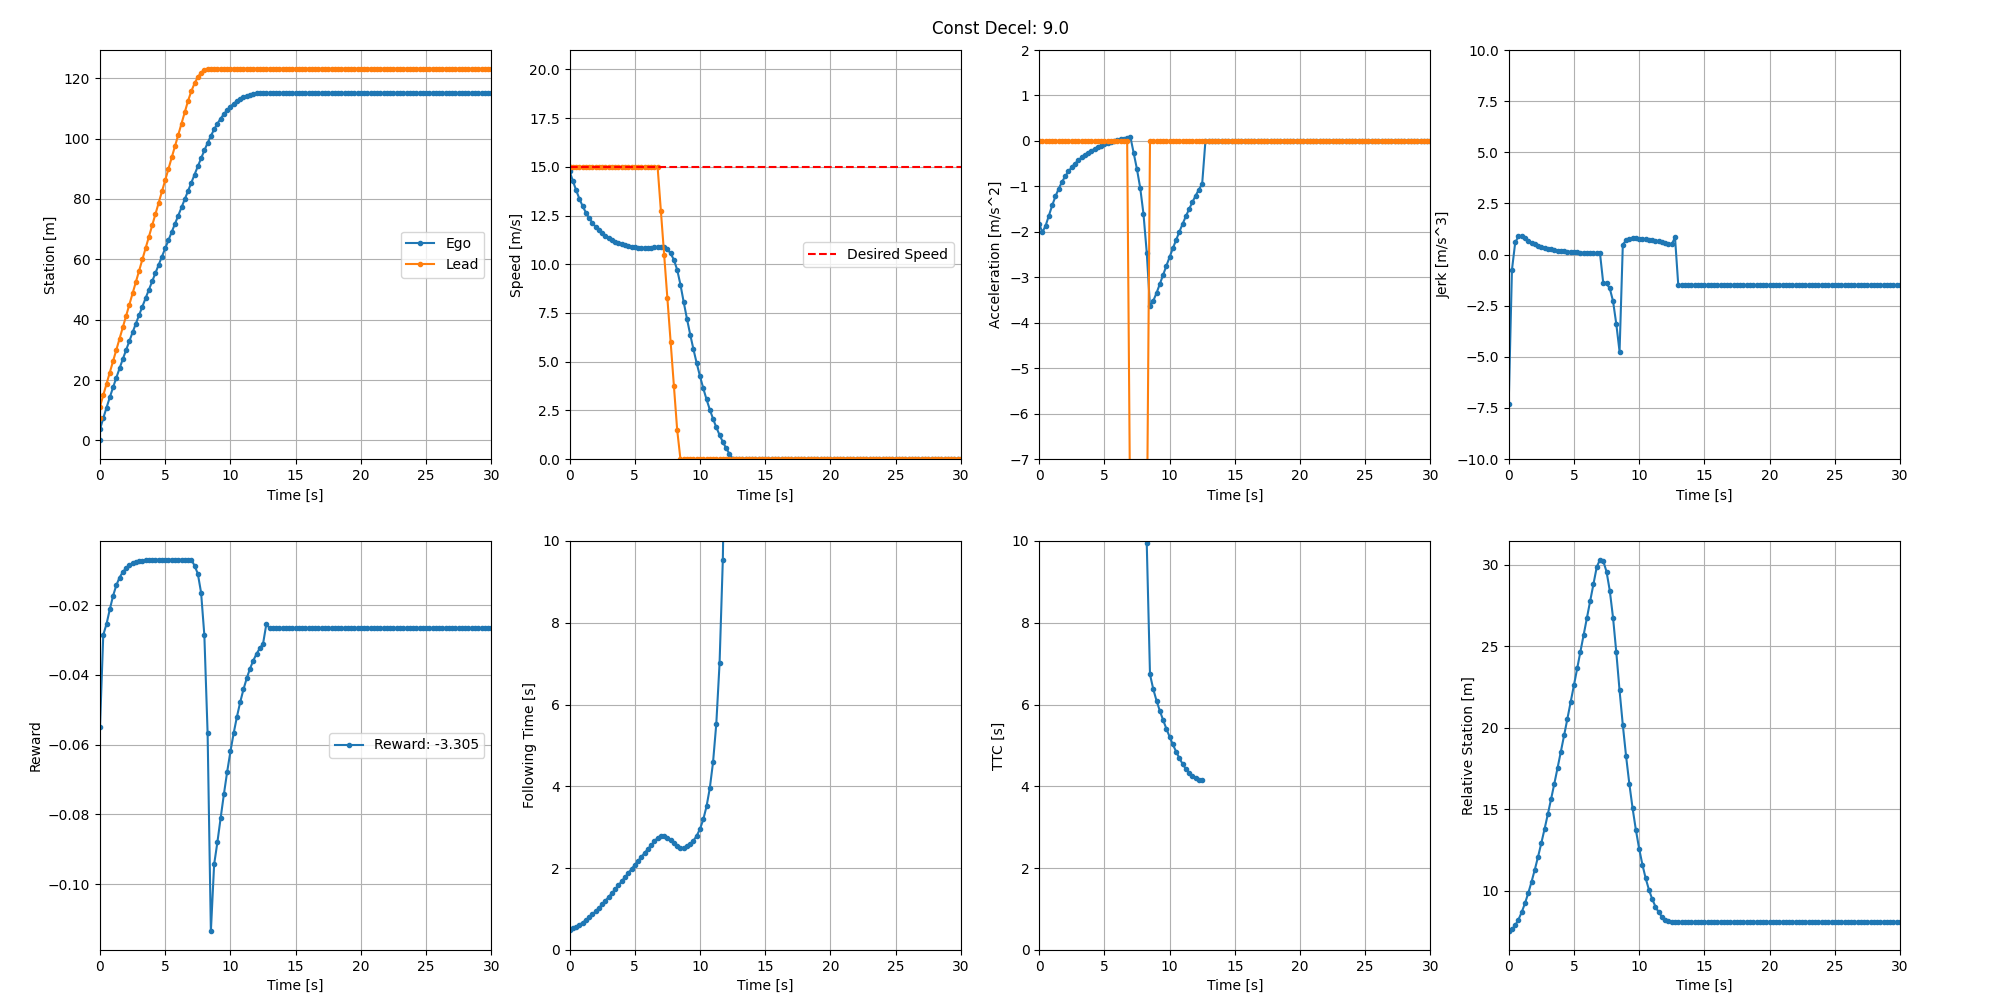 Const Decel: 9.0
Station [m]
120
100
80
60
40
20
0
0 5 10 15 20 25 30
Time [s]
Ego
Lead
Speed [m/s]
20.0
17.5
15.0
12.5
10.0
7.5
5.0
2.5
0.0
0 5 10 15 20 25 30
Time [s]
Desired Speed
Acceleration [m/s^2]
2
1
0
−1
−2
−3
−4
−5
−6
−7
0 5 10 15 20 25 30
Time [s]
Jerk [m/s^3]
10.0
7.5
5.0
2.5
0.0
−2.5
−5.0
−7.5
−10.0
0 5 10 15 20 25 30
Time [s]
Reward
−0.02
−0.04
−0.06
−0.08
−0.10
0 5 10 15 20 25 30
Time [s]
Reward: -3.305
Following Time [s]
10
8
6
4
2
0
0 5 10 15 20 25 30
Time [s]
TTC [s]
10
8
6
4
2
0
0 5 10 15 20 25 30
Time [s]
Relative Station [m]
30
25
20
15
10
0 5 10 15 20 25 30
Time [s]